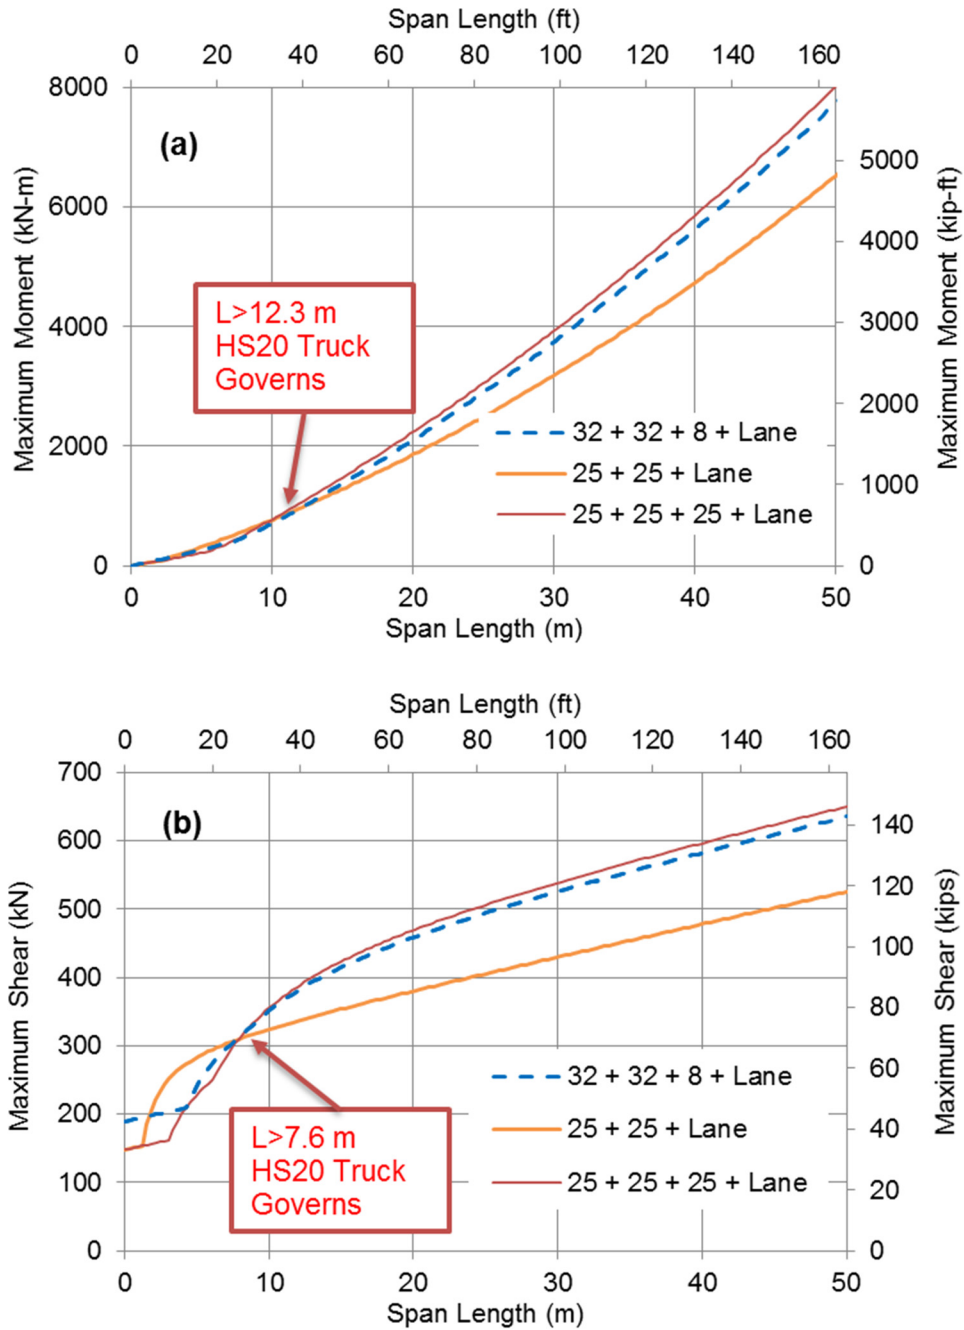 Span Length (ft)
0 20 40 60 80 100 120 140 160
8000
(a)
5000
6000
4000
L>12.3 m
HS20 Truck
Governs
4000
3000
2000
32 + 32 + 8 + Lane
2000
25 + 25 + Lane
1000
25 + 25 + 25 + Lane
0
0
0 10 20 30 40 50
Span Length (m)
Maximum Moment (kN-m)
Maximum Moment (kip-ft)
Span Length (ft)
0 20 40 60 80 100 120 140 160
700
(b)
140
600
120
500
100
400
80
300
60
32 + 32 + 8 + Lane
200
L>7.6 m
HS20 Truck
Governs
25 + 25 + Lane
40
100
25 + 25 + 25 + Lane
20
0
0
0 10 20 30 40 50
Span Length (m)
Maximum Shear (kN)
Maximum Shear (kips)